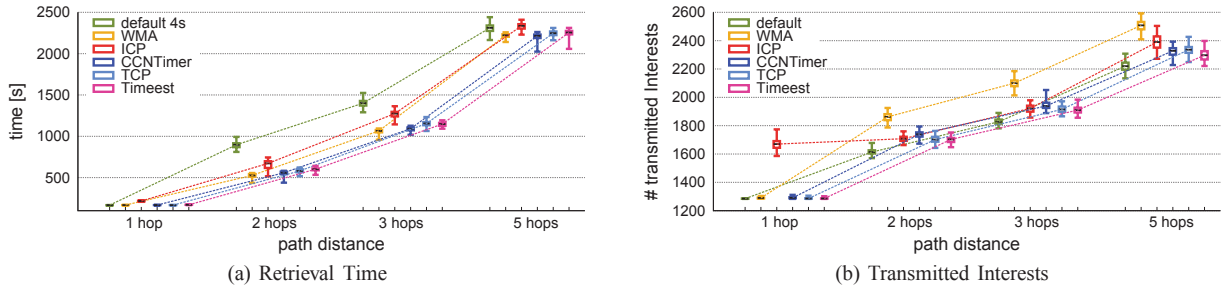 2500
2000
1500
1000
500
time [s]
default 4s
WMA
ICP
CCNTimer
TCP
Timeest
1 hop
2 hops
3 hops
5 hops
path distance
(a) Retrieval Time
2600
2400
2200
2000
1800
1600
1400
1200
# transmitted Interests
default
WMA
ICP
CCNTimer
TCP
Timeest
1 hop
2 hops
3 hops
5 hops
path distance
(b) Transmitted Interests